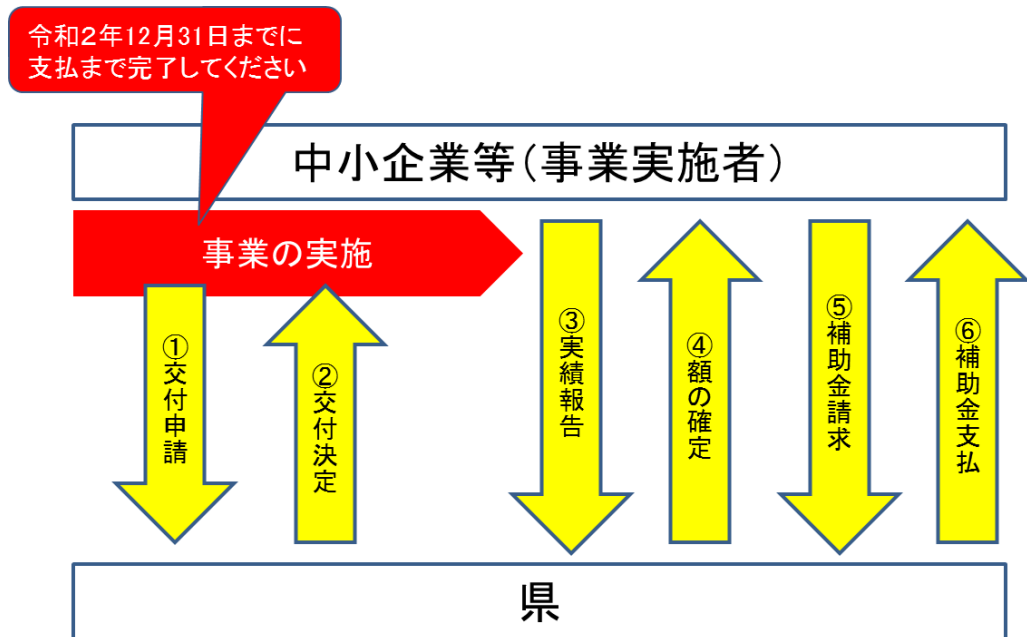 令和２年12月31日までに
支払まで完了してください
中小企業等（事業実施者）
事業の実施
①交付申請
②交付決定
③実績報告
④額の確定
⑤補助金請求
⑥補助金支払
県